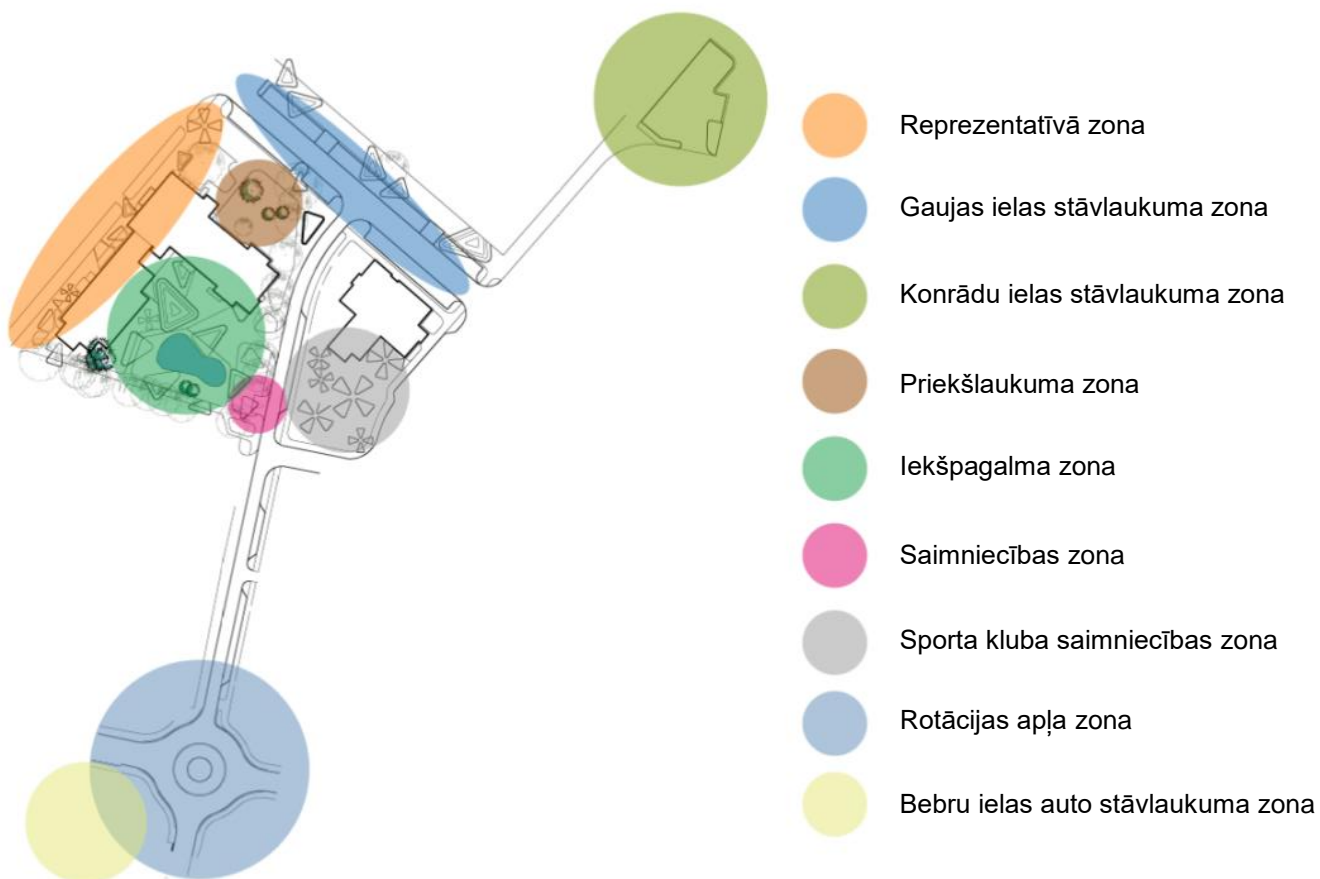 Reprezentatīvā zona
Gaujas ielas stāvlaukuma zona
Konrādu ielas stāvlaukuma zona
Priekšlaukuma zona
Iekšpagalma zona
Saimniecības zona
Sporta kluba saimniecības zona
Rotācijas apļa zona
Bebru ielas auto stāvlaukuma zona